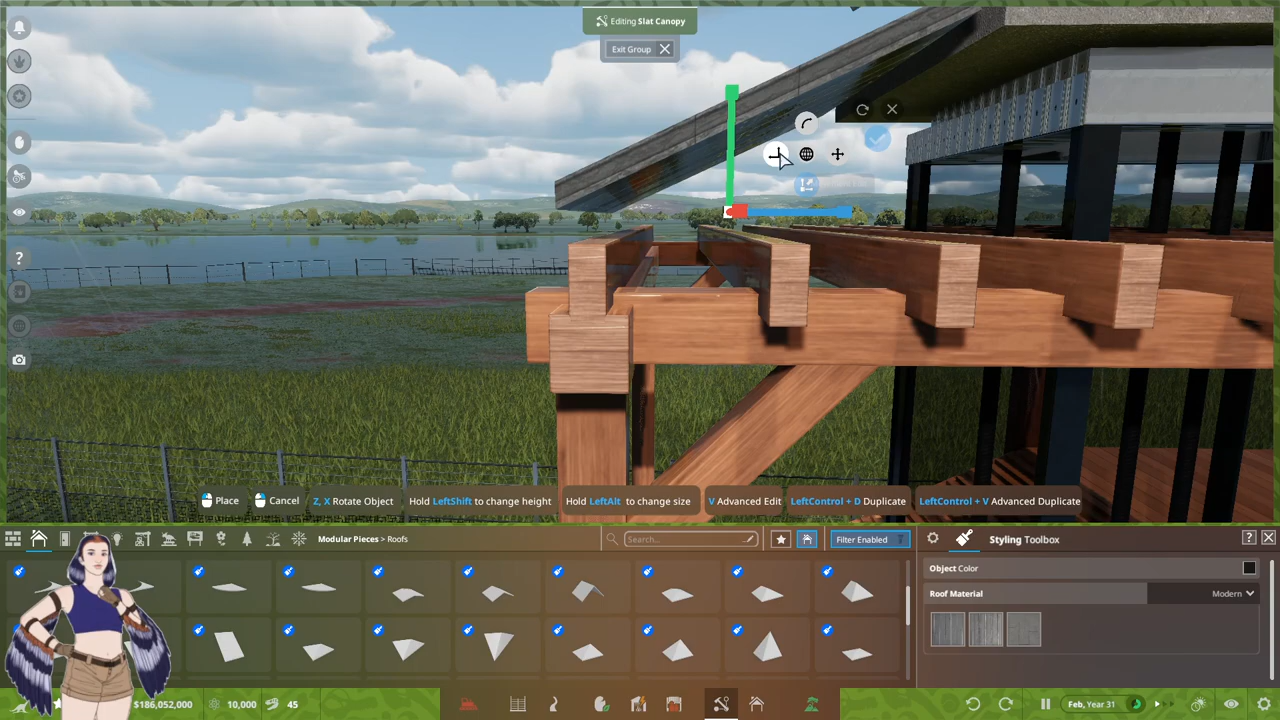 Editing Slat Canopy
Exit Group
?
Place
Cancel
Z, X Rotate Object
Hold LeftShift to change height
Hold LeftAlt to change size
V Advanced Edit
LeftControl + D Duplicate
LeftControl + V Advanced Duplicate
Modular Pieces > Roofs
Search...
Filter Enabled
Styling Toolbox
?
Object Color
Roof Material
Modern
$186,052,000
10,000
45
Feb, Year 31